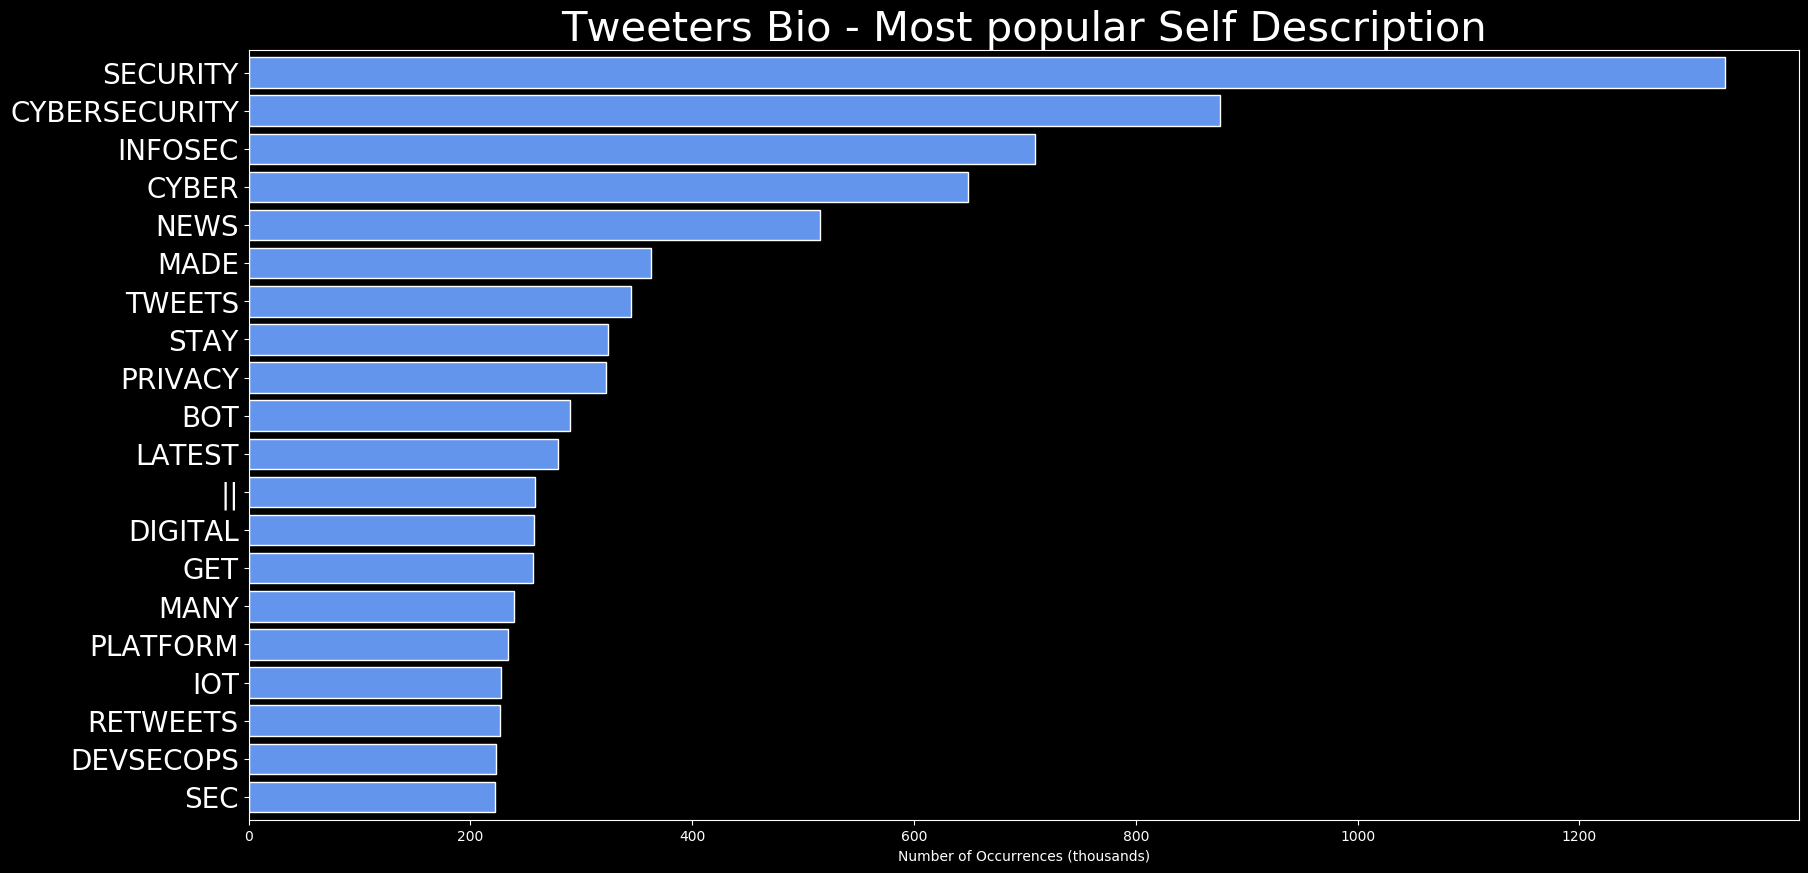 Tweeters Bio - Most popular Self Description
SECURITY
CYBERSECURITY
INFOSEC
CYBER
NEWS
MADE
TWEETS
STAY
PRIVACY
BOT
LATEST
||
DIGITAL
GET
MANY
PLATFORM
IOT
RETWEETS
DEVSECOPS
SEC
0 200 400 600 800 1000 1200
Number of Occurrences (thousands)